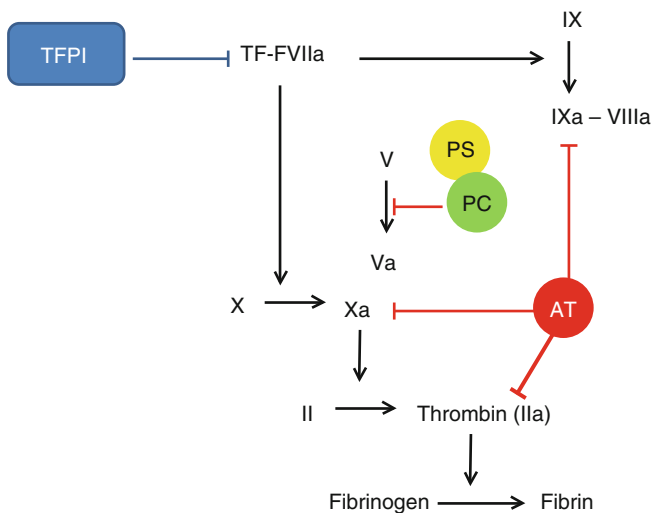 IX
TFPI
TF-FVIIa
IXa – VIIIa
PS
V
PC
Va
X
Xa
AT
II
Thrombin (IIa)
Fibrinogen
Fibrin